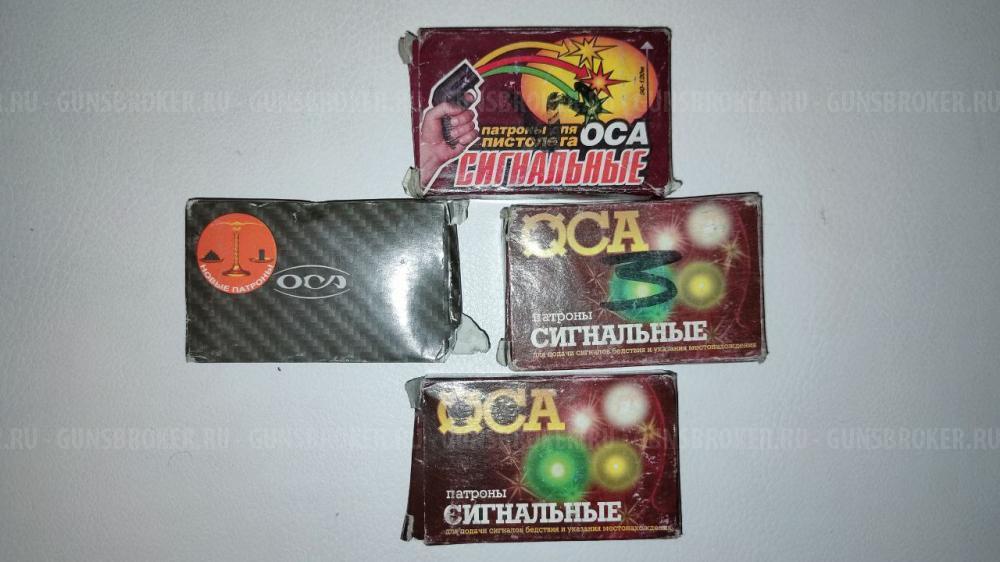 патроны для
пистолета ОСА
СИГНАЛЬНЫЕ
50-120м
НОВЫЕ ПАТРОНЫ
ОСА
ОСА
патроны
СИГНАЛЬНЫЕ
для подачи сигналов бедствия и указания местонахождения
ОСА
патроны
СИГНАЛЬНЫЕ
для подачи сигналов бедствия и указания местонахождения
.RU - GUNSBROKER.RU - GUNSBROKER.RU - GUNSBROKER.RU
.RU - GUNSBROKER.RU - GUNSBROKER.RU - GUNSBROKER.RU